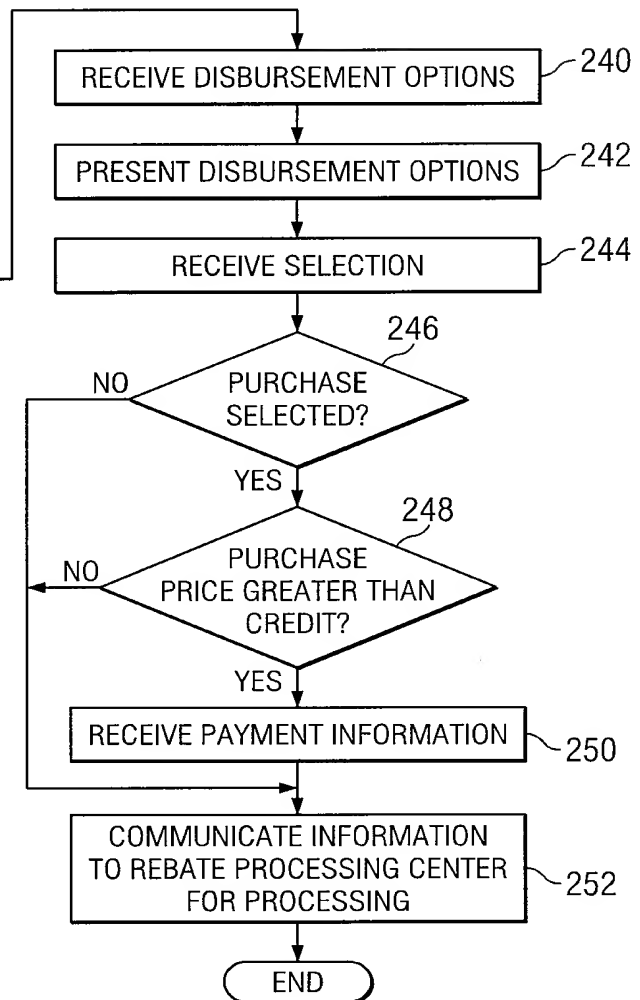 RECEIVE DISBURSEMENT OPTIONS
240
PRESENT DISBURSEMENT OPTIONS
242
RECEIVE SELECTION
244
246
NO
PURCHASE
SELECTED?
YES
248
NO
PURCHASE
PRICE GREATER THAN
CREDIT?
YES
RECEIVE PAYMENT INFORMATION
250
COMMUNICATE INFORMATION
TO REBATE PROCESSING CENTER
FOR PROCESSING
252
END